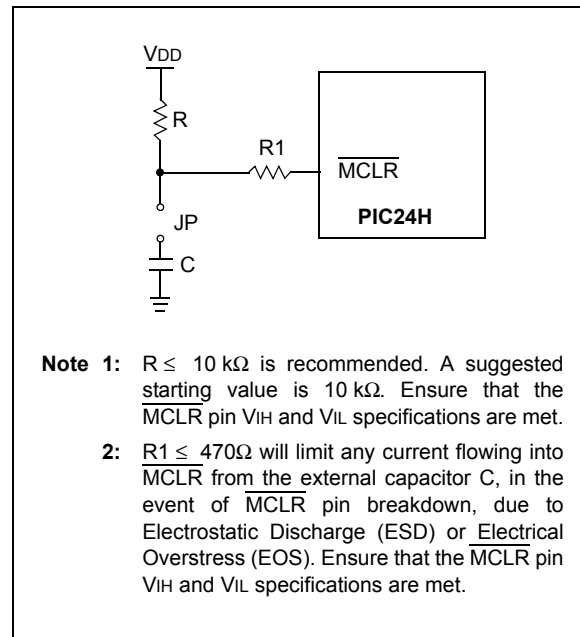 VDD
R
R1
MCLR
JP
PIC24H
C
Note 1: R ≤ 10 kΩ is recommended. A suggested
starting value is 10 kΩ. Ensure that the
MCLR pin VIH and VIL specifications are met.
2: R1 ≤ 470Ω will limit any current flowing into
MCLR from the external capacitor C, in the
event of MCLR pin breakdown, due to
Electrostatic Discharge (ESD) or Electrical
Overstress (EOS). Ensure that the MCLR pin
VIH and VIL specifications are met.